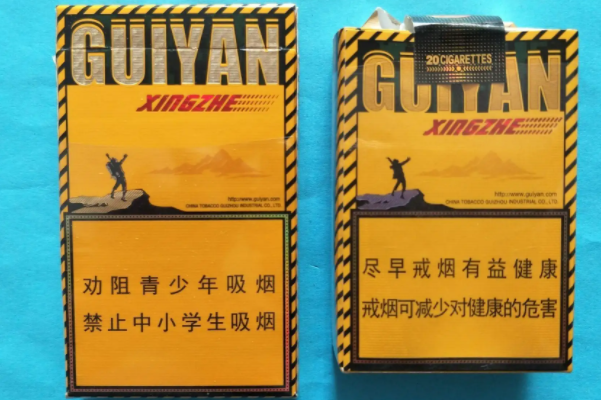 GUIYAN
XINGZHE
http://www.guiyan.com
CHINA TOBACCO GUIZHOU INDUSTRIAL CO., LTD.
劝阻青少年吸烟
禁止中小学生吸烟
20 CIGARETTES
GUIYAN
XINGZHE
http://www.guiyan.com
CHINA TOBACCO GUIZHOU INDUSTRIAL CO., LTD.
尽早戒烟有益健康
戒烟可减少对健康的危害